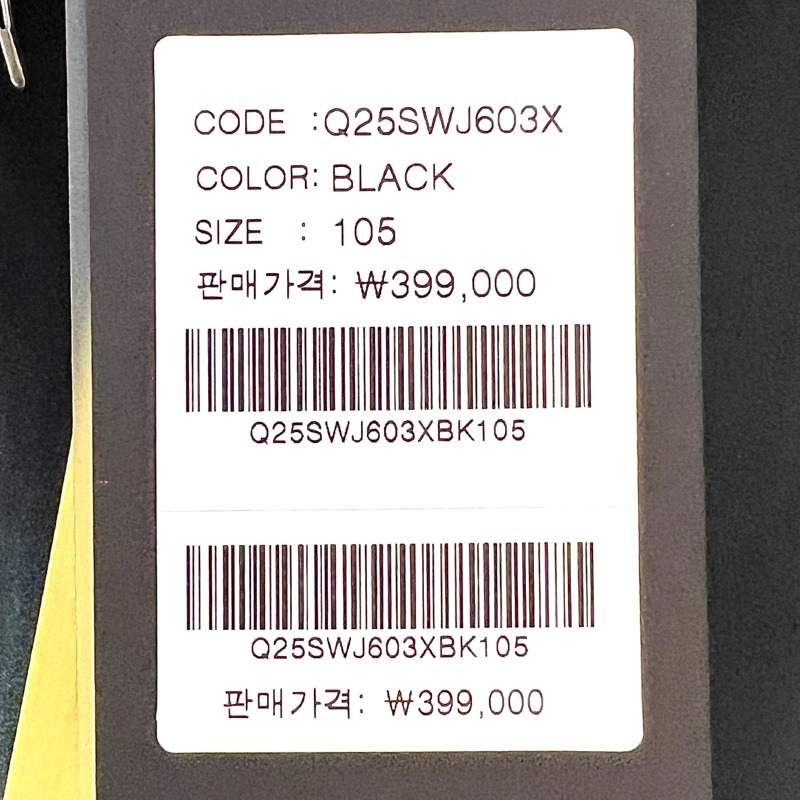 CODE :Q25SWJ603X
COLOR: BLACK
SIZE : 105
판매가격: ₩399,000
Q25SWJ603XBK105
Q25SWJ603XBK105
판매가격: ₩399,000